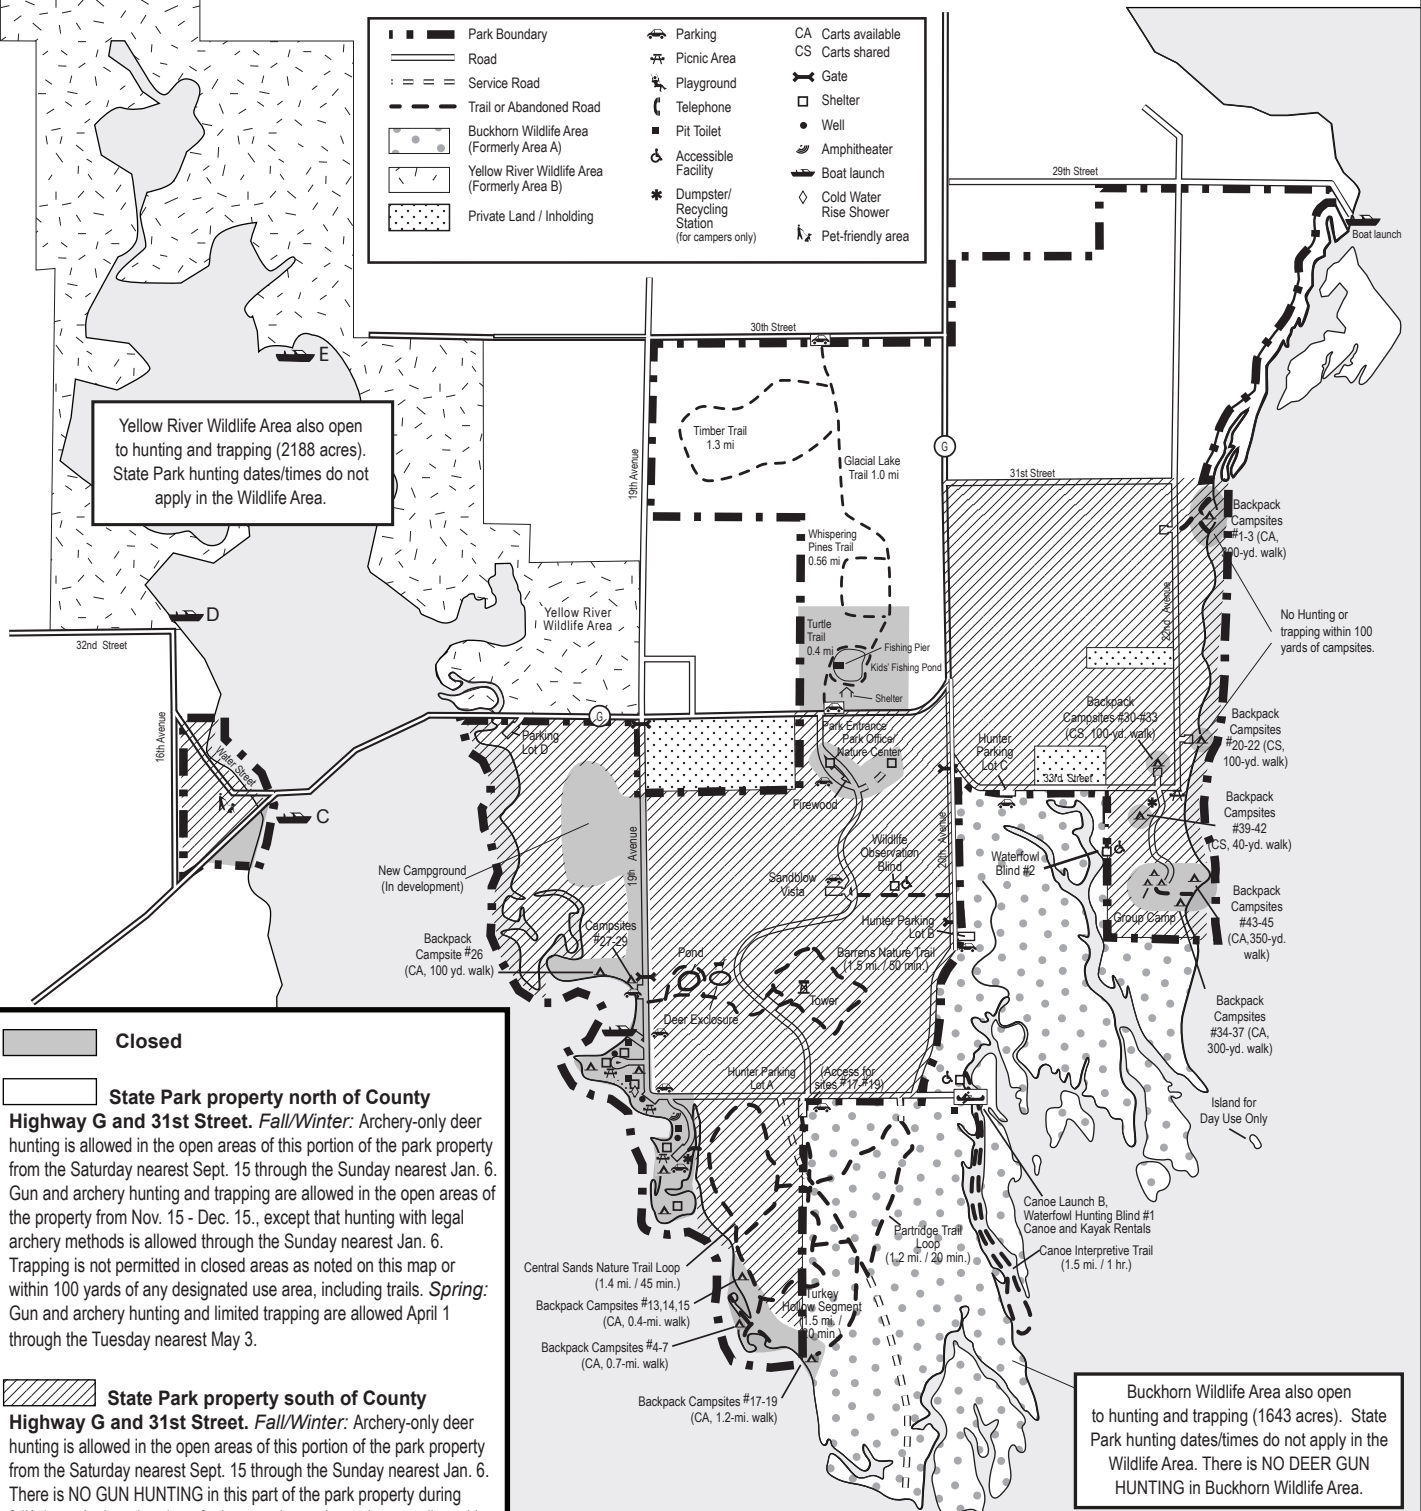 Park Boundary
Road
Service Road
Trail or Abandoned Road
Buckhorn Wildlife Area
(Formerly Area A)
Yellow River Wildlife Area
(Formerly Area B)
Private Land / Inholding
Parking
Picnic Area
Playground
Telephone
Pit Toilet
Accessible
Facility
Dumpster/
Recycling
Station
(for campers only)
CA Carts available
CS Carts shared
Gate
Shelter
Well
Amphitheater
Boat launch
Cold Water
Rise Shower
Pet-friendly area
29th Street
Boat launch
30th Street
E
Yellow River Wildlife Area also open
to hunting and trapping (2188 acres).
State Park hunting dates/times do not
apply in the Wildlife Area.
Timber Trail
1.3 mi
19th Avenue
Glacial Lake
Trail 1.0 mi
G
31st Street
Backpack
Campsites
#1-3 (CA,
300-yd. walk)
Whispering
Pines Trail
0.56 mi
22nd Avenue
D
32nd Street
Yellow River
Wildlife Area
Turtle
Trail
0.4 mi
Fishing Pier
Kids' Fishing Pond
Shelter
No Hunting or
trapping within 100
yards of campsites.
16th Avenue
Water Street
G
Parking
Lot D
Park Entrance
Park Office/
Nature Center
Backpack
Campsites #30-#33
(CS, 100-yd. walk)
Hunter
Parking
Lot C
33rd Street
Backpack
Campsites
#20-22 (CS,
100-yd. walk)
Firewood
C
Backpack
Campsites
#39-42
(CS, 40-yd. walk)
New Campground
(In development)
19th Avenue
Wildlife
Observation
Blind
20th Avenue
Sandblow
Vista
Waterfowl
Blind #2
Group Camp
Backpack
Campsites
#43-45
(CA,350-yd.
walk)
Hunter Parking
Lot B
Backpack
Campsite #26
(CA, 100 yd. walk)
Campsites
#27-29
Pond
Barrens Nature Trail
(1.5 mi. / 50 min.)
Tower
Deer Exclosure
Backpack
Campsites
#34-37 (CA,
300-yd. walk)
Hunter Parking
Lot A
(Access for
sites #17-#19)
Island for
Day Use Only
Canoe Launch B,
Waterfowl Hunting Blind #1
Canoe and Kayak Rentals
Canoe Interpretive Trail
(1.5 mi. / 1 hr.)
Partridge Trail
Loop
(1.2 mi. / 20 min.)
Central Sands Nature Trail Loop
(1.4 mi. / 45 min.)
Backpack Campsites #13,14,15
(CA, 0.4-mi. walk)
Turkey
Hollow Segment
(1.5 mi. /
20 min.)
Backpack Campsites #4-7
(CA, 0.7-mi. walk)
Backpack Campsites #17-19
(CA, 1.2-mi. walk)
Closed
State Park property north of County
Highway G and 31st Street. Fall/Winter: Archery-only deer
hunting is allowed in the open areas of this portion of the park property
from the Saturday nearest Sept. 15 through the Sunday nearest Jan. 6.
Gun and archery hunting and trapping are allowed in the open areas of
the property from Nov. 15 - Dec. 15., except that hunting with legal
archery methods is allowed through the Sunday nearest Jan. 6.
Trapping is not permitted in closed areas as noted on this map or
within 100 yards of any designated use area, including trails. Spring:
Gun and archery hunting and limited trapping are allowed April 1
through the Tuesday nearest May 3.
State Park property south of County
Highway G and 31st Street. Fall/Winter: Archery-only deer
hunting is allowed in the open areas of this portion of the park property
from the Saturday nearest Sept. 15 through the Sunday nearest Jan. 6.
There is NO GUN HUNTING in this part of the park property during
Buckhorn Wildlife Area also open
to hunting and trapping (1643 acres). State
Park hunting dates/times do not apply in the
Wildlife Area. There is NO DEER GUN
HUNTING in Buckhorn Wildlife Area.